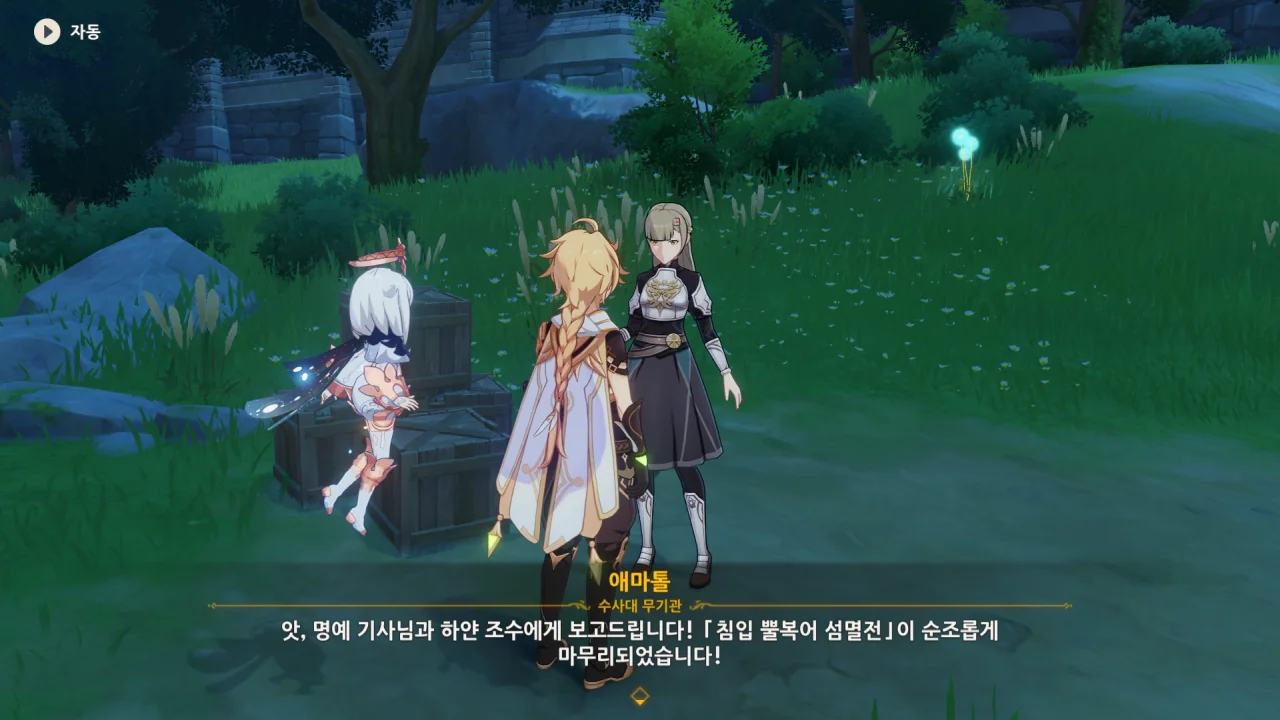 자동
애마톨
수사대 무기관
앗, 명예 기사님과 하얀 조수에게 보고드립니다! 「침입 뿔복어 섬멸전」이 순조롭게
마무리되었습니다!